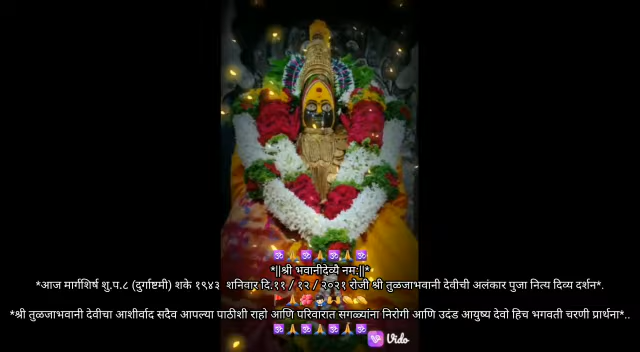 🕉🙏🕉🙏🕉🙏🕉
*||श्री भवानीदेव्यै नम:||*
*आज मार्गशिर्ष शु.प.८ (दुर्गाष्टमी) शके १९४३ शनिवार दि.११ / १२ / २०२१ रोजी श्री तुळजाभवानी देवीची अलंकार पुजा नित्य दिव्य दर्शन*.
*श्री तुळजाभवानी देवीचा आशीर्वाद सदैव आपल्या पाठीशी राहो आणि परिवारात सगळ्यांना निरोगी आणि उदंड आयुष्य देवो हिच भगवती चरणी प्रार्थना*..
🕉🙏🕉🙏🕉🙏🕉
Vido